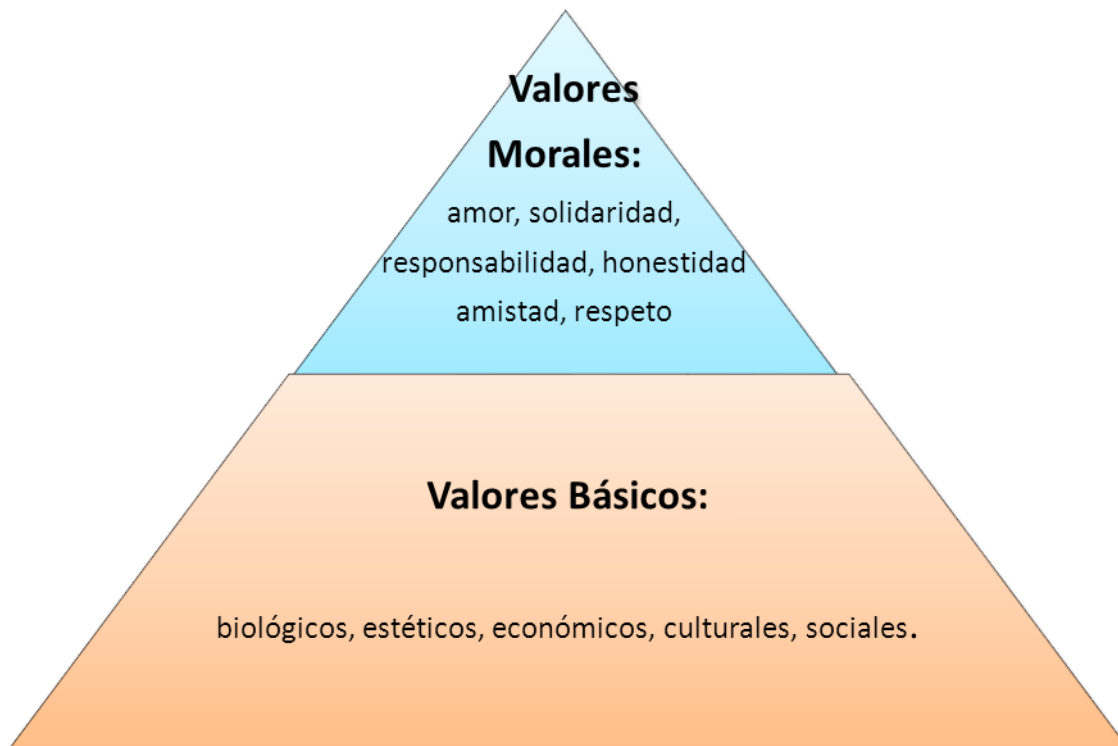 Valores
Morales:
amor, solidaridad,
responsabilidad, honestidad
amistad, respeto
Valores Básicos:
biológicos, estéticos, económicos, culturales, sociales.